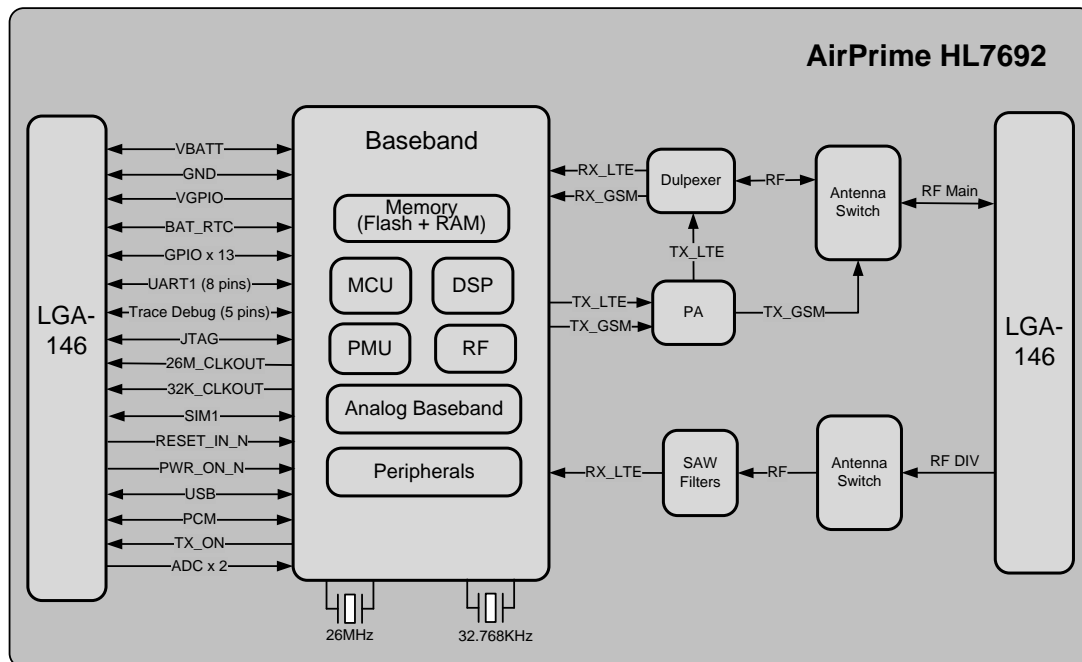 AirPrime HL7692
LGA-
146
VBATT
GND
VGPIO
BAT_RTC
GPIO x 13
UART1 (8 pins)
Trace Debug (5 pins)
JTAG
26M_CLKOUT
32K_CLKOUT
SIM1
RESET_IN_N
PWR_ON_N
USB
PCM
TX_ON
ADC x 2
Baseband
Memory
(Flash + RAM)
MCU
DSP
PMU
RF
Analog Baseband
Peripherals
26MHz
32.768KHz
RX_LTE
RX_GSM
Dulpexer
RF
Antenna
Switch
RF Main
TX_LTE
TX_LTE
TX_GSM
PA
TX_GSM
RX_LTE
SAW
Filters
RF
Antenna
Switch
RF DIV
LGA-
146